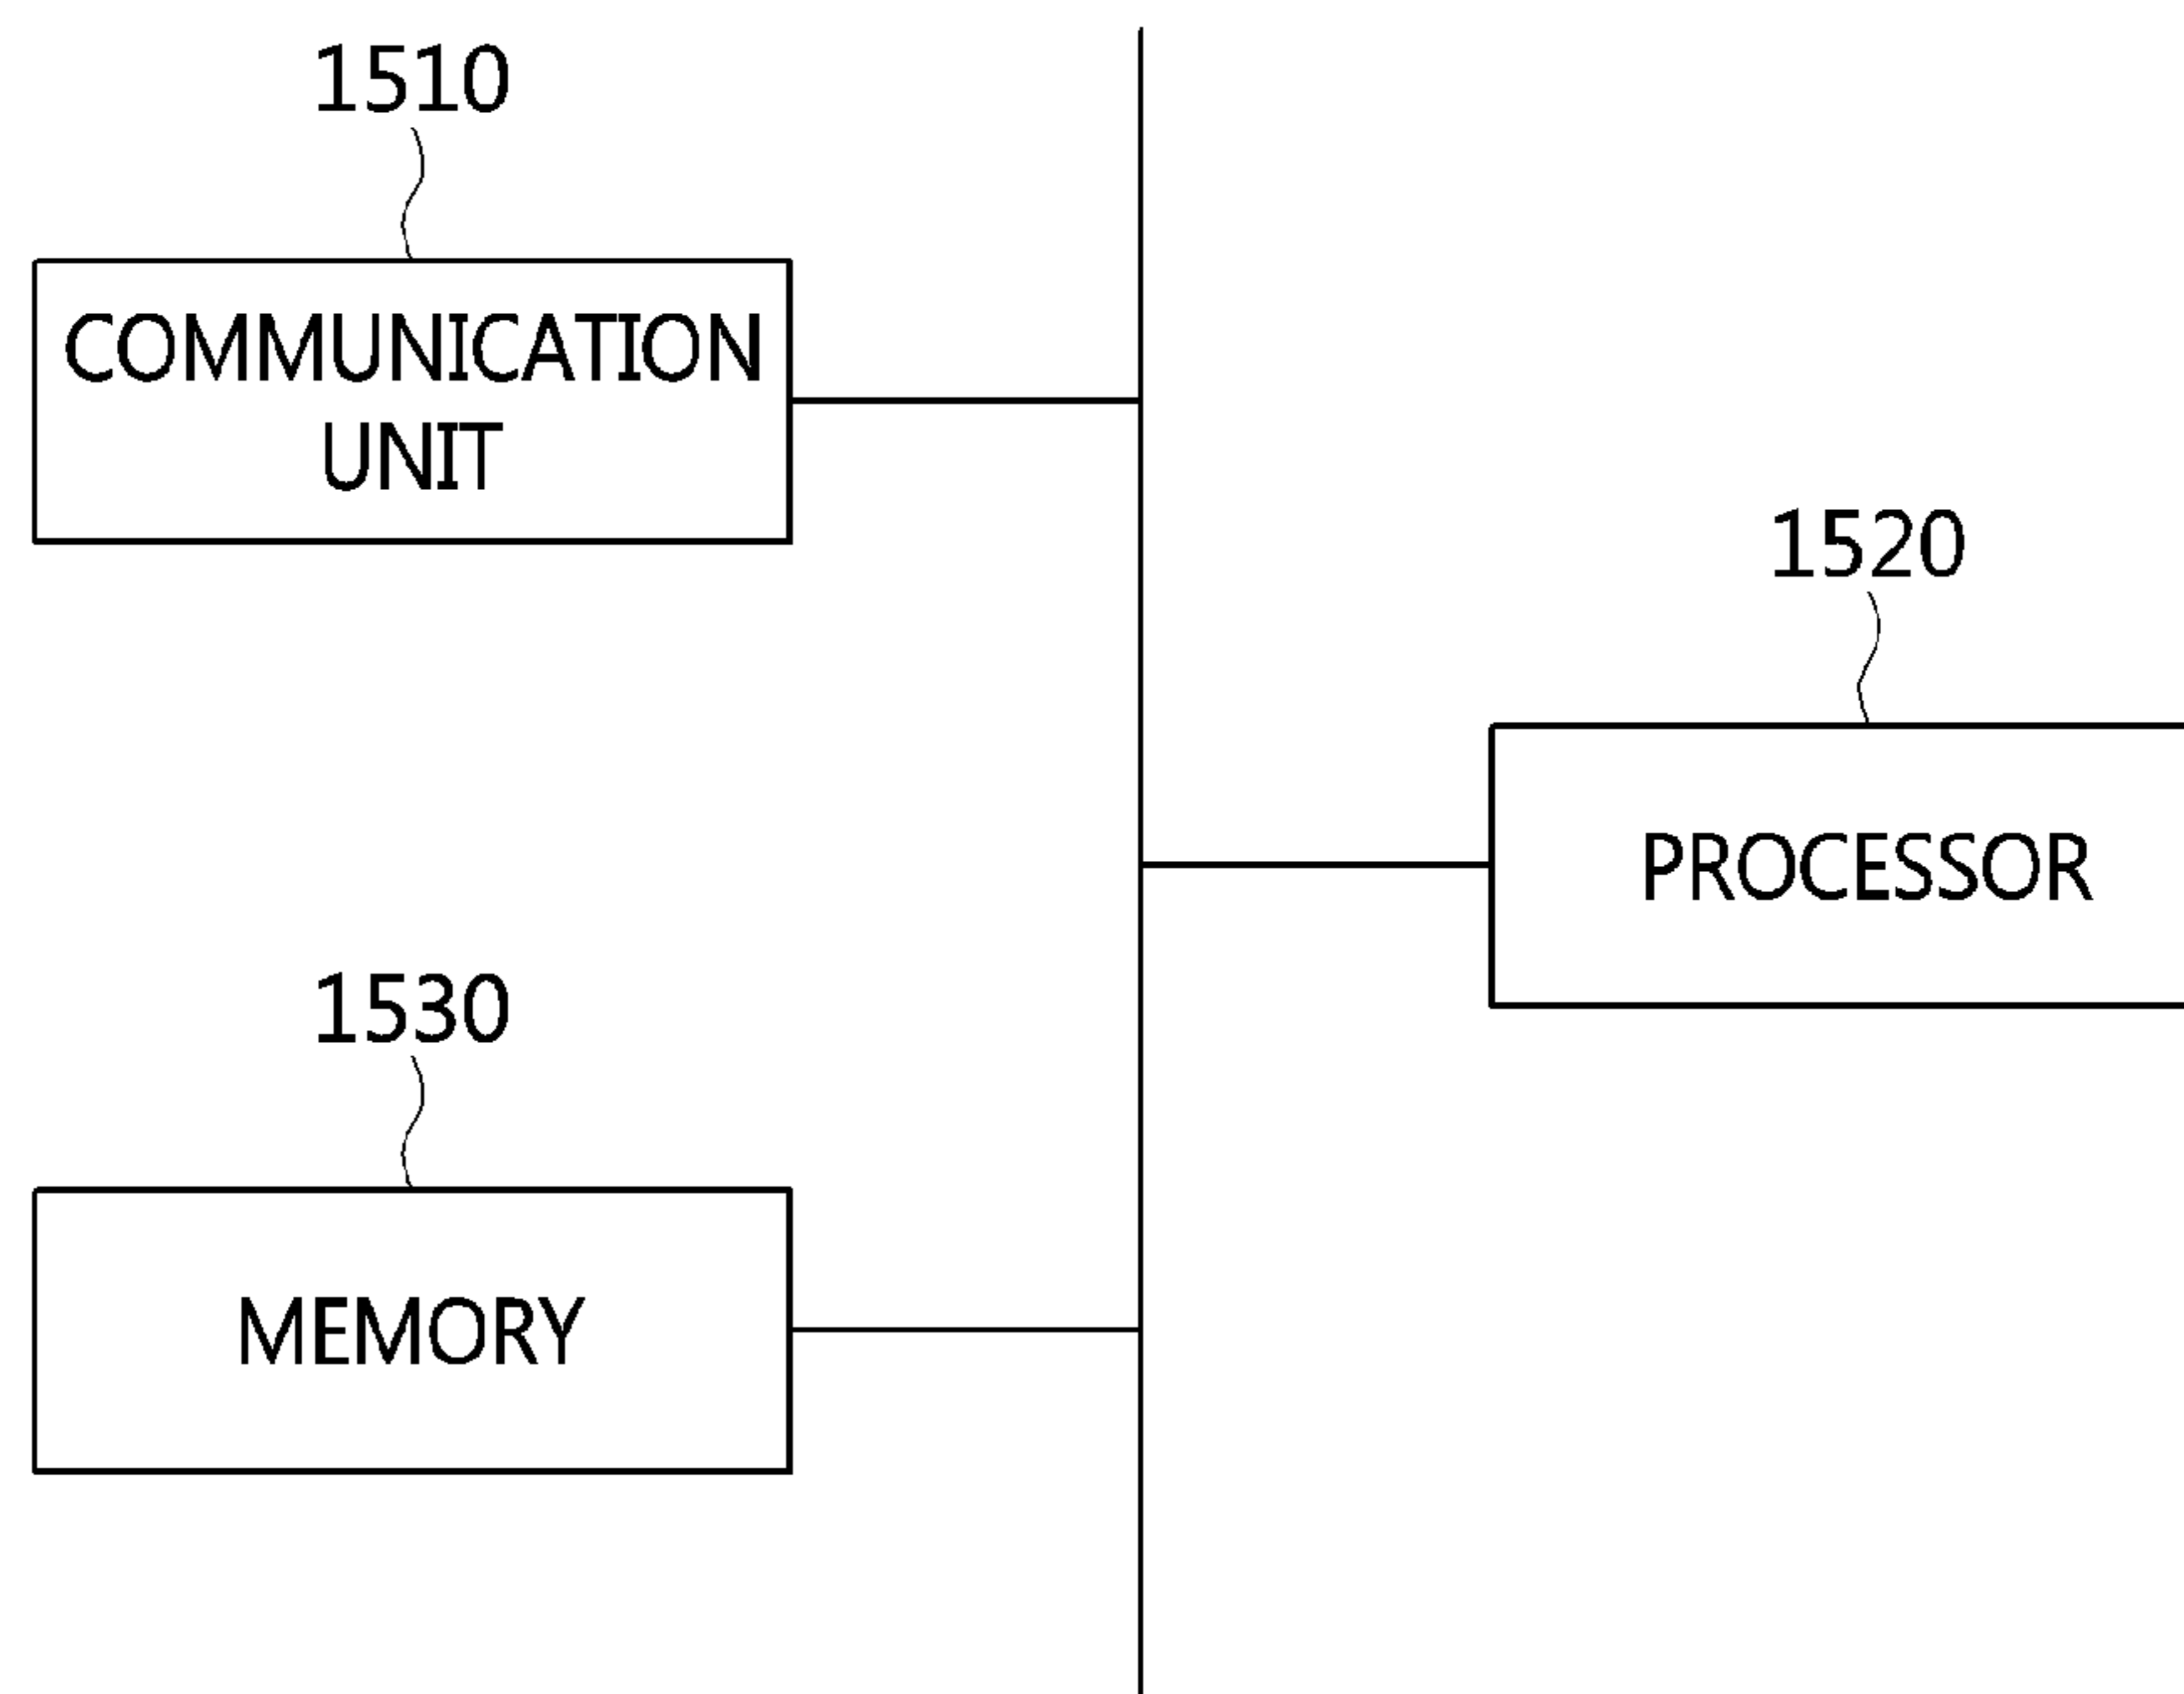 1510
COMMUNICATION
UNIT
1520
PROCESSOR
1530
MEMORY